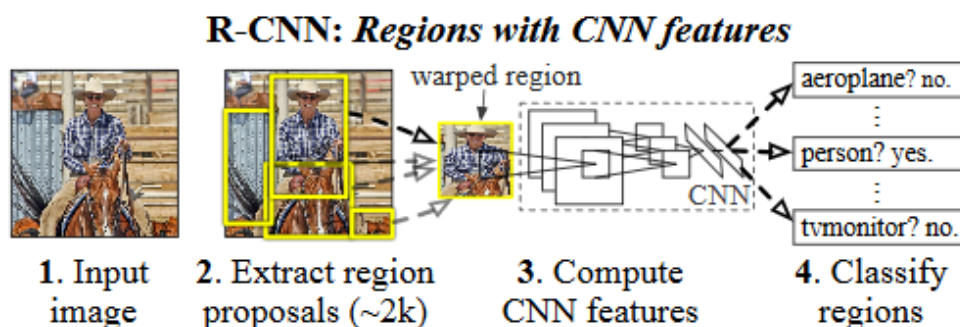 R-CNN: Regions with CNN features
warped region
aeroplane? no.
⋮
person? yes.
⋮
tvmonitor? no.
CNN
1. Input
image
2. Extract region
proposals (~2k)
3. Compute
CNN features
4. Classify
regions